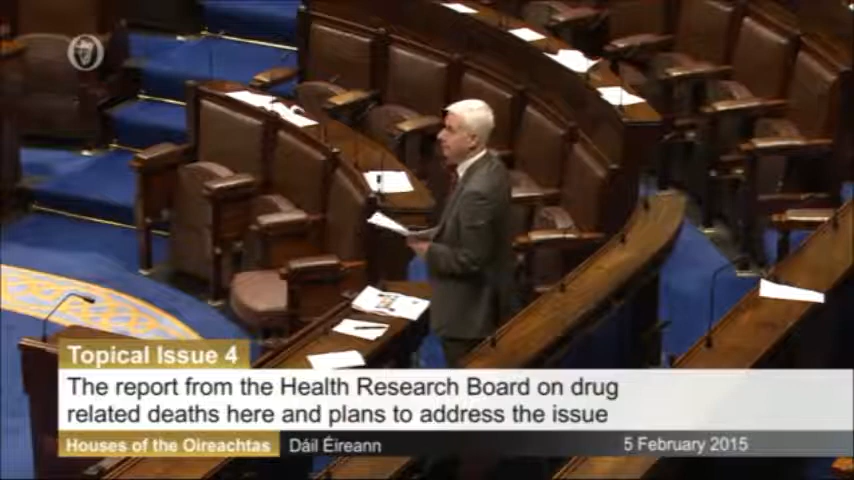 Topical Issue 4
The report from the Health Research Board on drug
related deaths here and plans to address the issue
Houses of the Oireachtas Dáil Éireann 5 February 2015